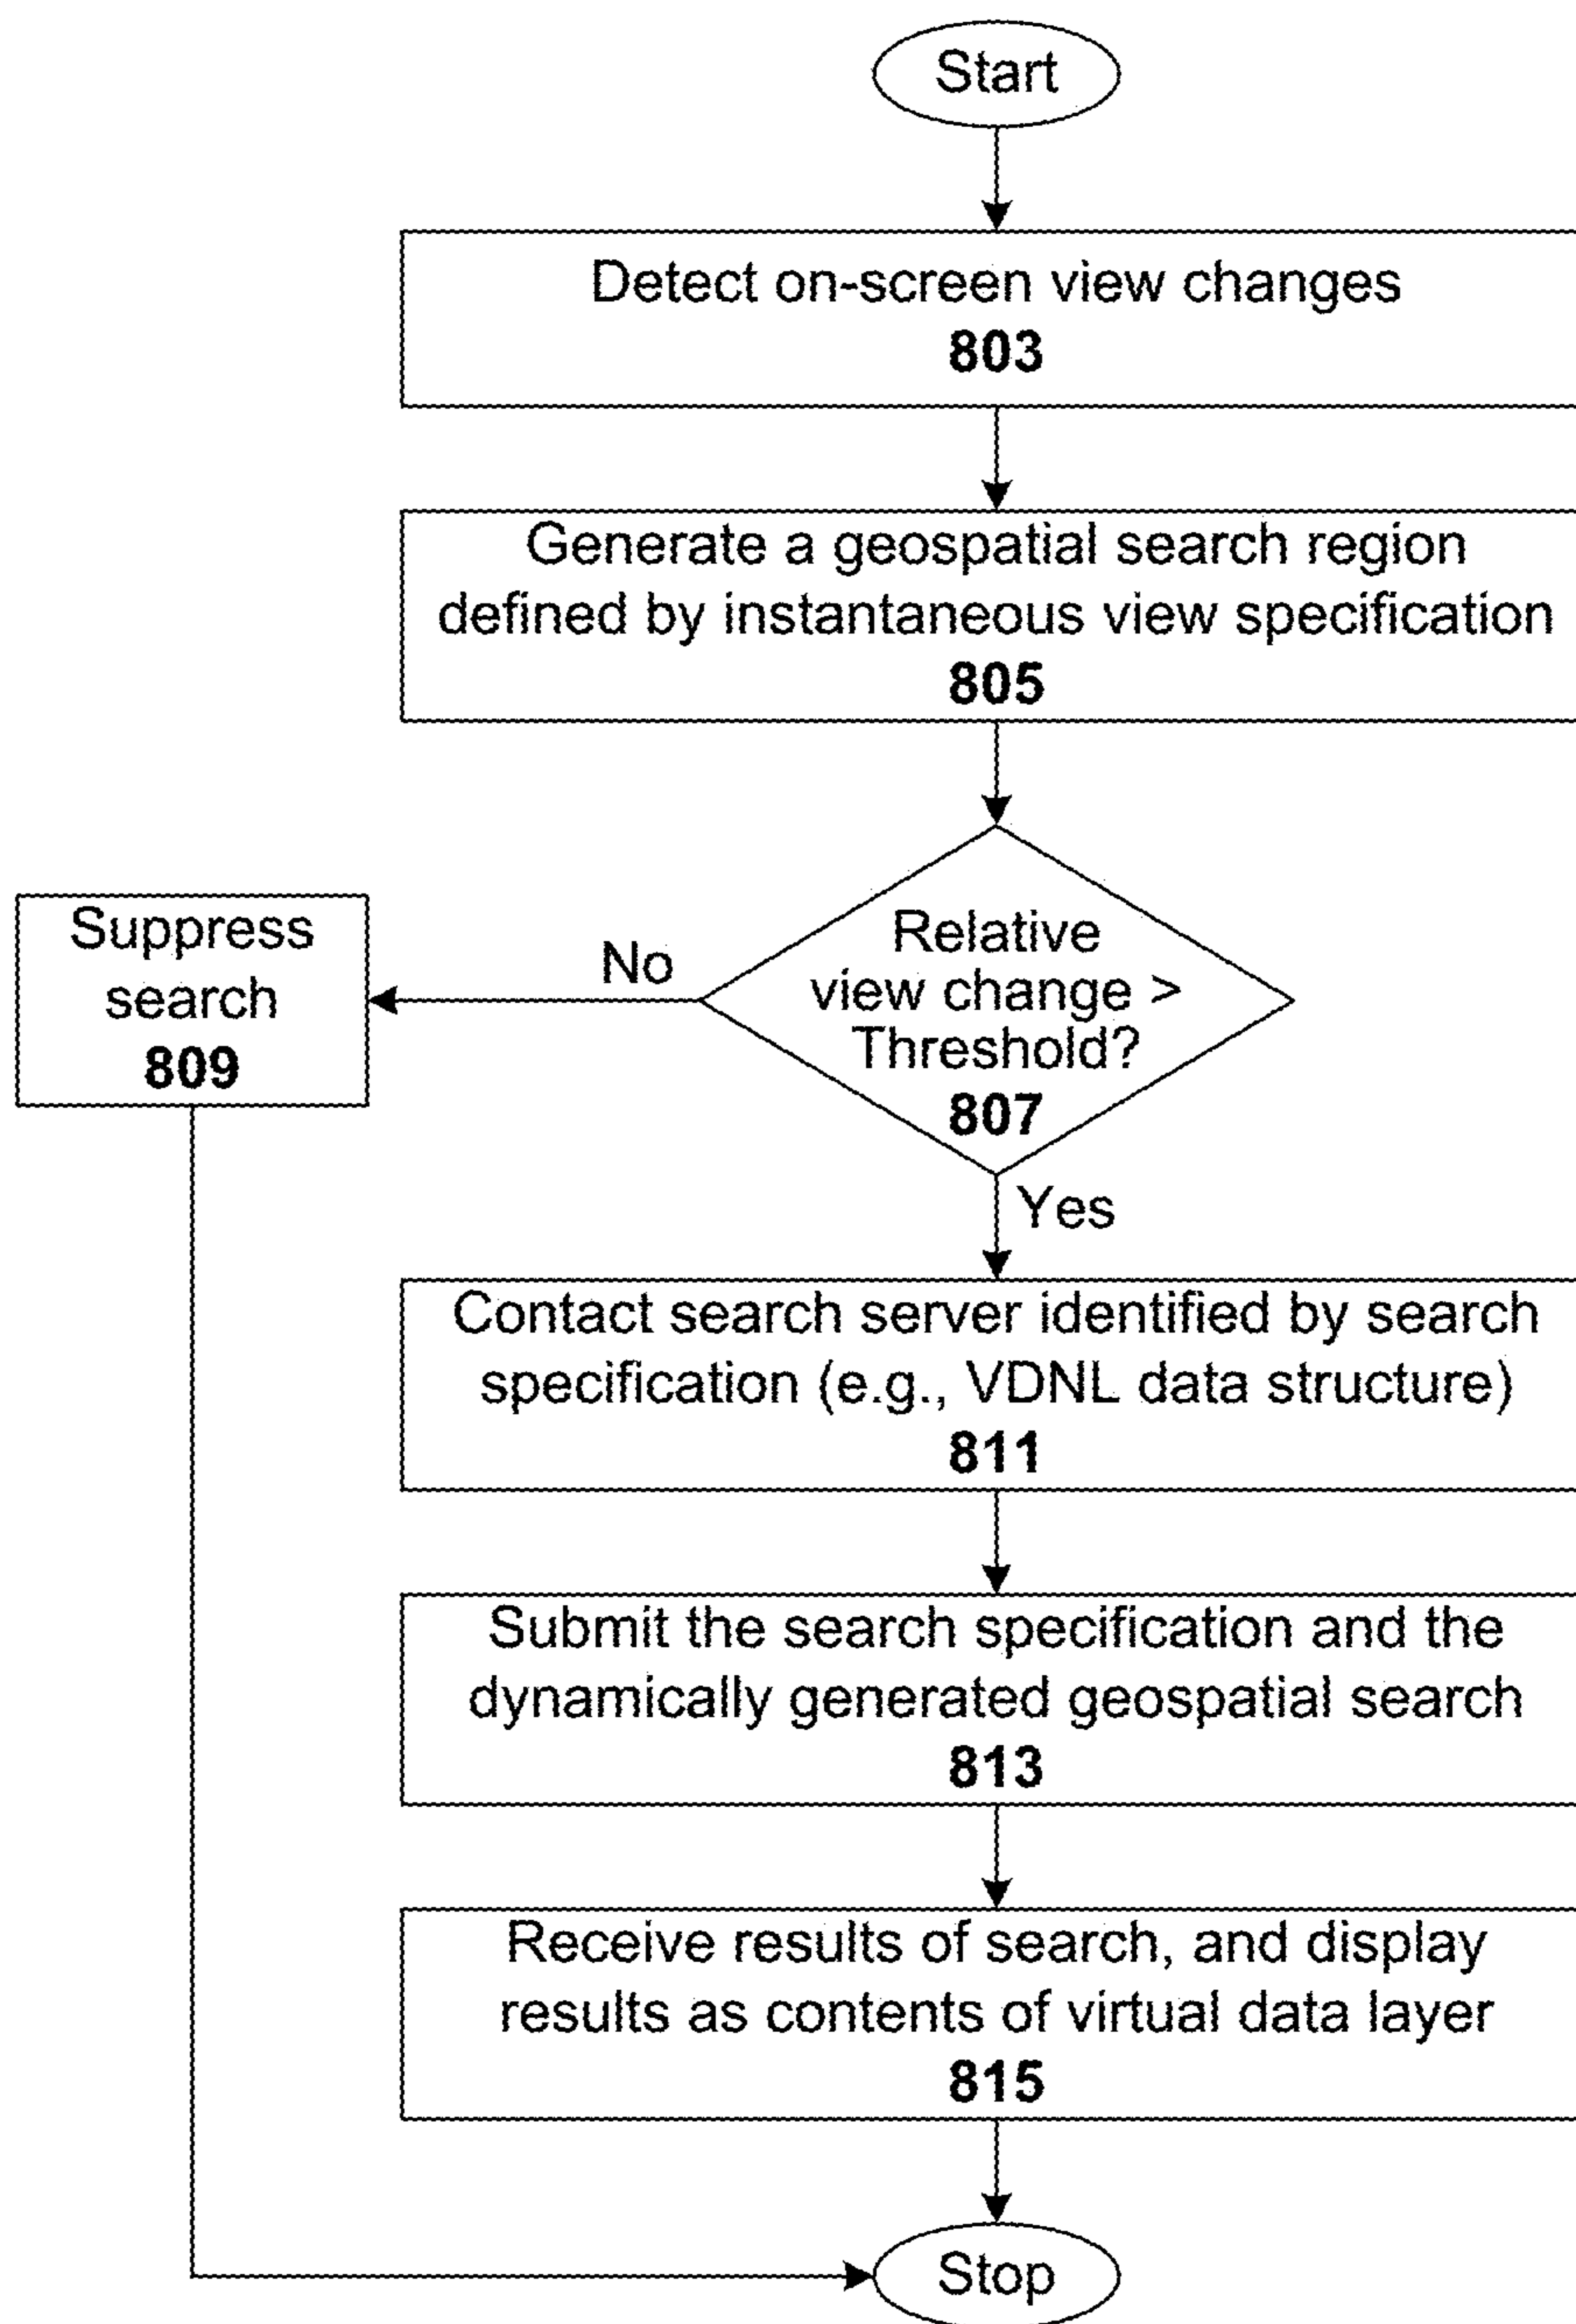 Start
Detect on-screen view changes
803
Generate a geospatial search region
defined by instantaneous view specification
805
Relative
view change >
Threshold?
807
No
Suppress
search
809
Yes
Contact search server identified by search
specification (e.g., VDNL data structure)
811
Submit the search specification and the
dynamically generated geospatial search
813
Receive results of search, and display
results as contents of virtual data layer
815
Stop